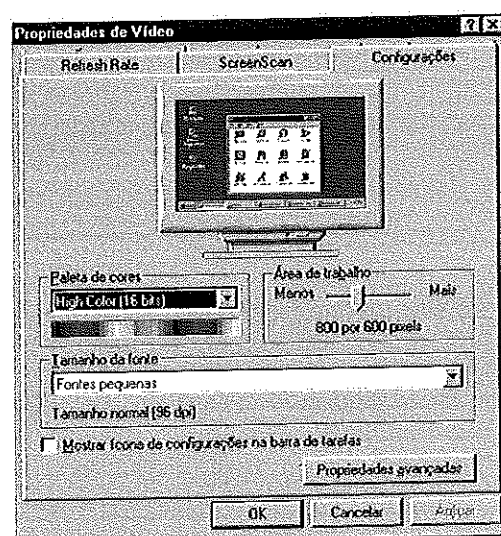 Propriedades de Vídeo
Refresh Rate ScreenScan Configurações
Paleta de cores
High Color (16 bits)
Área de trabalho
Menos Mais
800 por 600 pixels
Tamanho da fonte
Fontes pequenas
Tamanho normal (96 dpi)
Mostrar ícone de configurações na barra de tarefas
Propriedades avançadas
OK Cancelar Aplicar